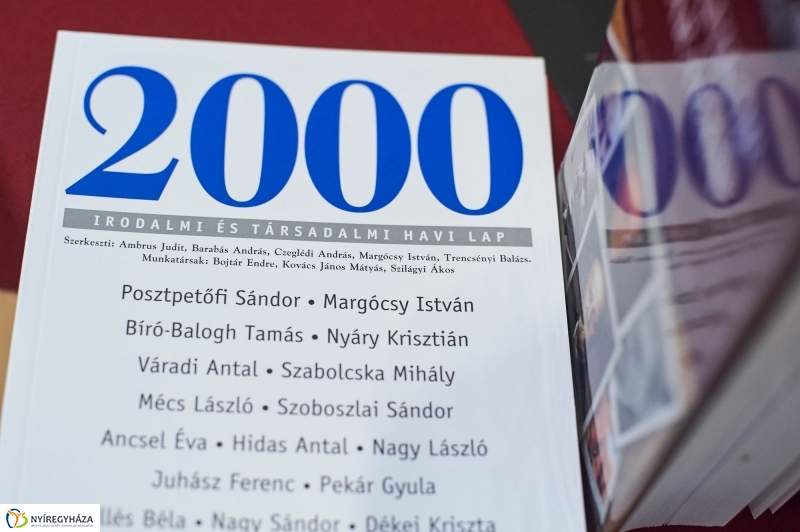 2000
IRODALMI ÉS TÁRSADALMI HAVI LAP
Szerkeszti: Ambrus Judit, Barabás András, Czeglédi András, Margócsy István, Trencsényi Balázs.
Munkatársak: Bojtár Endre, Kovács János Mátyás, Szilágyi Ákos
Posztpetőfi Sándor • Margócsy István
Bíró-Balogh Tamás • Nyáry Krisztián
Váradi Antal • Szabolcska Mihály
Mécs László • Szoboszlai Sándor
Ancsel Éva • Hidas Antal • Nagy László
Juhász Ferenc • Pekár Gyula
Béla • Nagy Sándor • Dékei Kriszta
NYÍREGYHÁZA